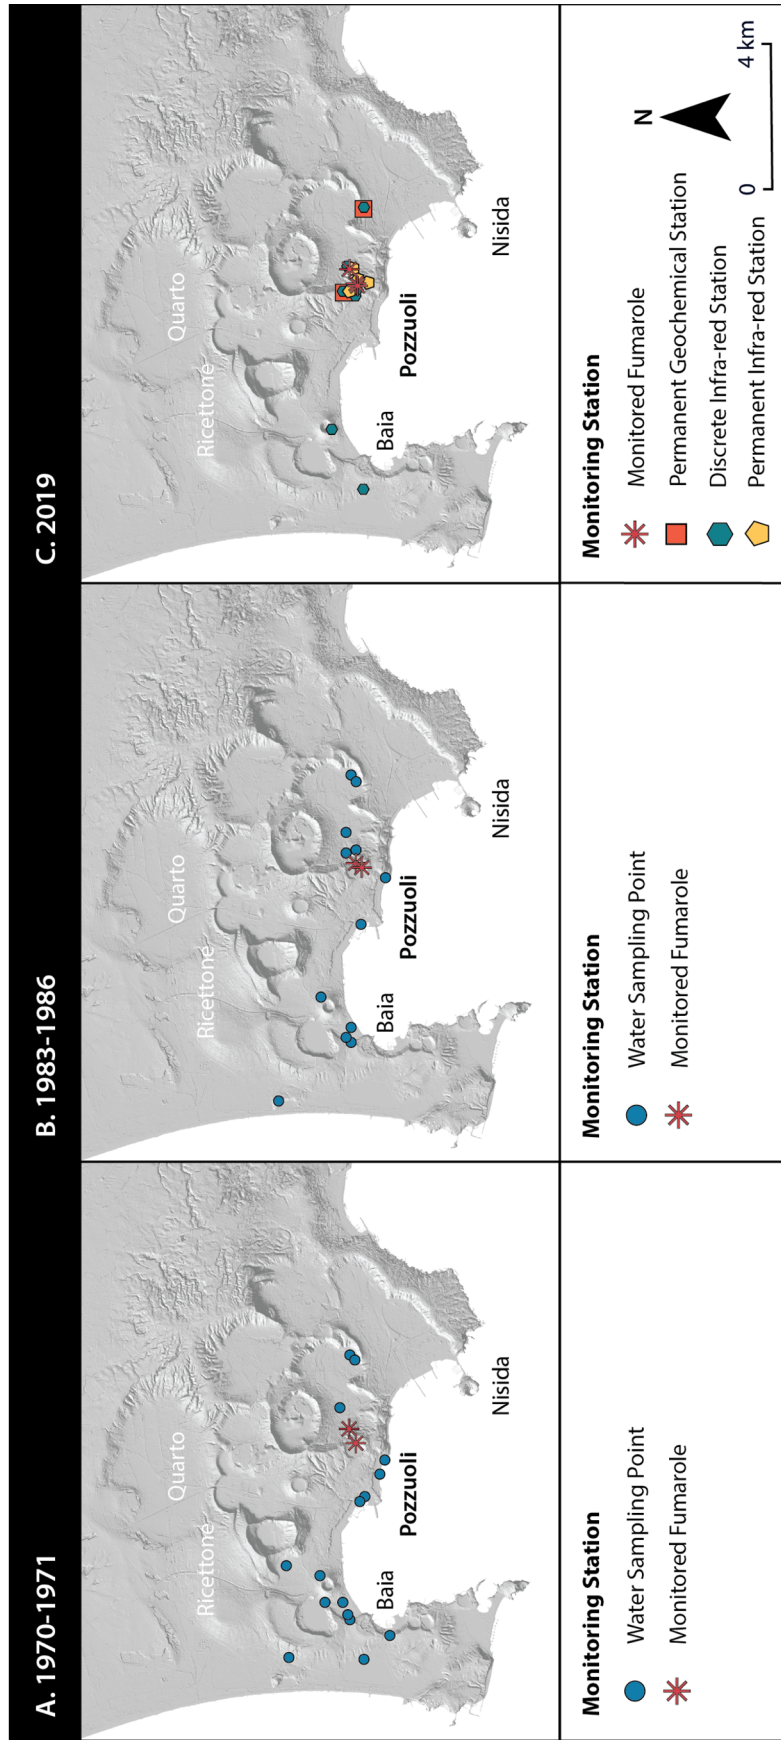 A. 1970-1971
Quarto
Ricettone
Baia
Pozzuoli
Nisida
Monitoring Station
Water Sampling Point
Monitored Fumarole
B. 1983-1986
Quarto
Ricettone
Baia
Pozzuoli
Nisida
Monitoring Station
Water Sampling Point
Monitored Fumarole
C. 2019
Quarto
Ricettone
Baia
Pozzuoli
Nisida
Monitoring Station
Monitored Fumarole
Permanent Geochemical Station
Discrete Infra-red Station
Permanent Infra-red Station
N
0 4 km